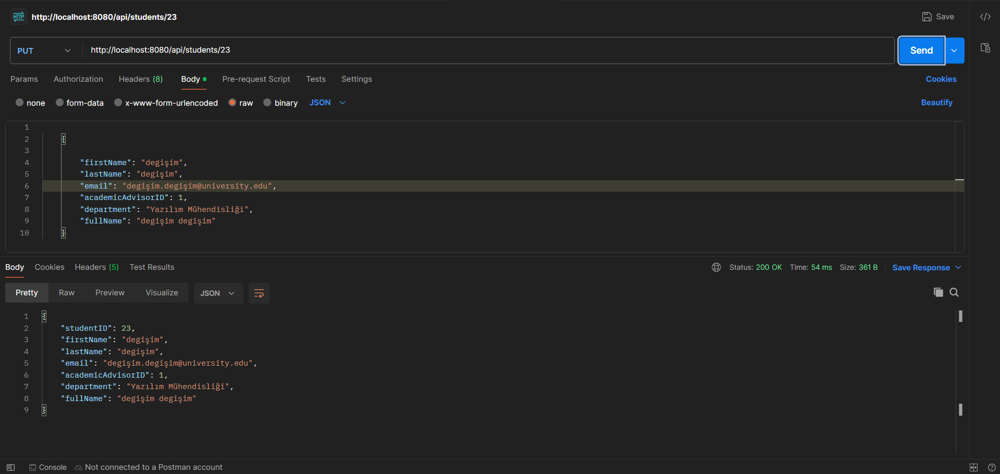 HTTP http://localhost:8080/api/students/23 Save
PUT http://localhost:8080/api/students/23 Send
Params Authorization Headers (8) Body Pre-request Script Tests Settings Cookies
none form-data x-www-form-urlencoded raw binary JSON Beautify
1
2 {
3
4 "firstName": "degişim",
5 "lastName": "degişim",
6 "email": "degişim.degişim@university.edu",
7 "academicAdvisorID": 1,
8 "department": "Yazılım Mühendisliği",
9 "fullName": "degişim degişim"
10 }
Body Cookies Headers (5) Test Results Status: 200 OK Time: 54 ms Size: 361 B Save Response
Pretty Raw Preview Visualize JSON
1 {
2 "studentID": 23,
3 "firstName": "degişim",
4 "lastName": "degişim",
5 "email": "degişim.degişim@university.edu",
6 "academicAdvisorID": 1,
7 "department": "Yazılım Mühendisliği",
8 "fullName": "degişim degişim"
9 }
Console Not connected to a Postman account